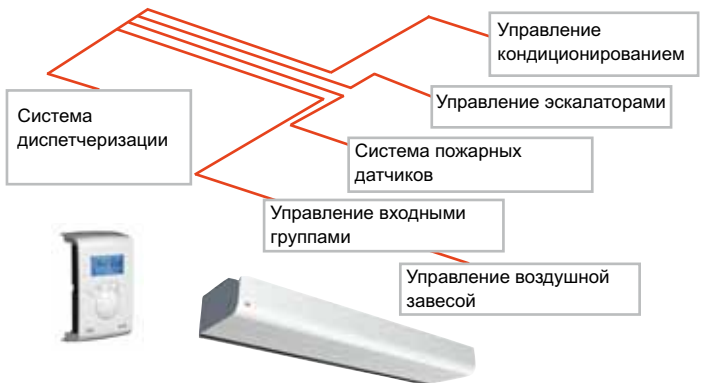 Управление
кондиционированием
Управление эскалаторами
Система
диспетчеризации
Система пожарных
датчиков
Управление входными
группами
Управление воздушной
завесой